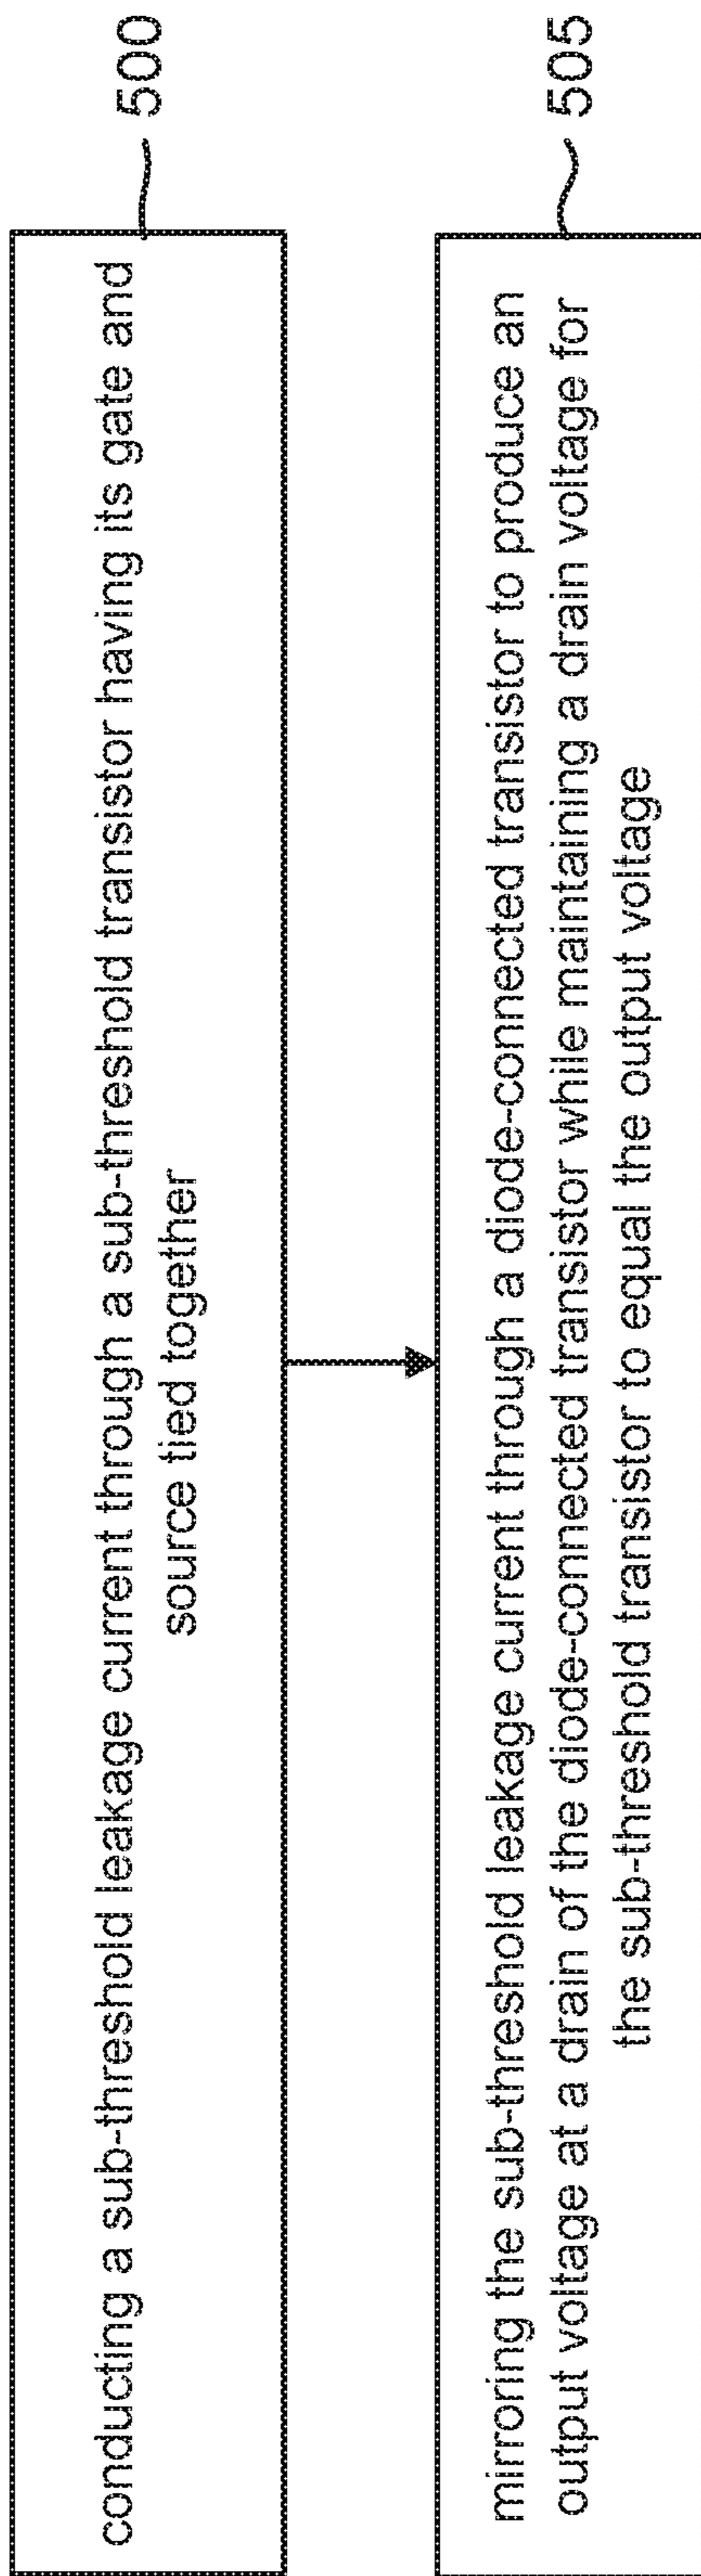 conducting a sub-threshold leakage current through a sub-threshold transistor having its gate and
source tied together
500
mirroring the sub-threshold leakage current through a diode-connected transistor to produce an
output voltage at a drain of the diode-connected transistor while maintaining a drain voltage for
the sub-threshold transistor to equal the output voltage
505